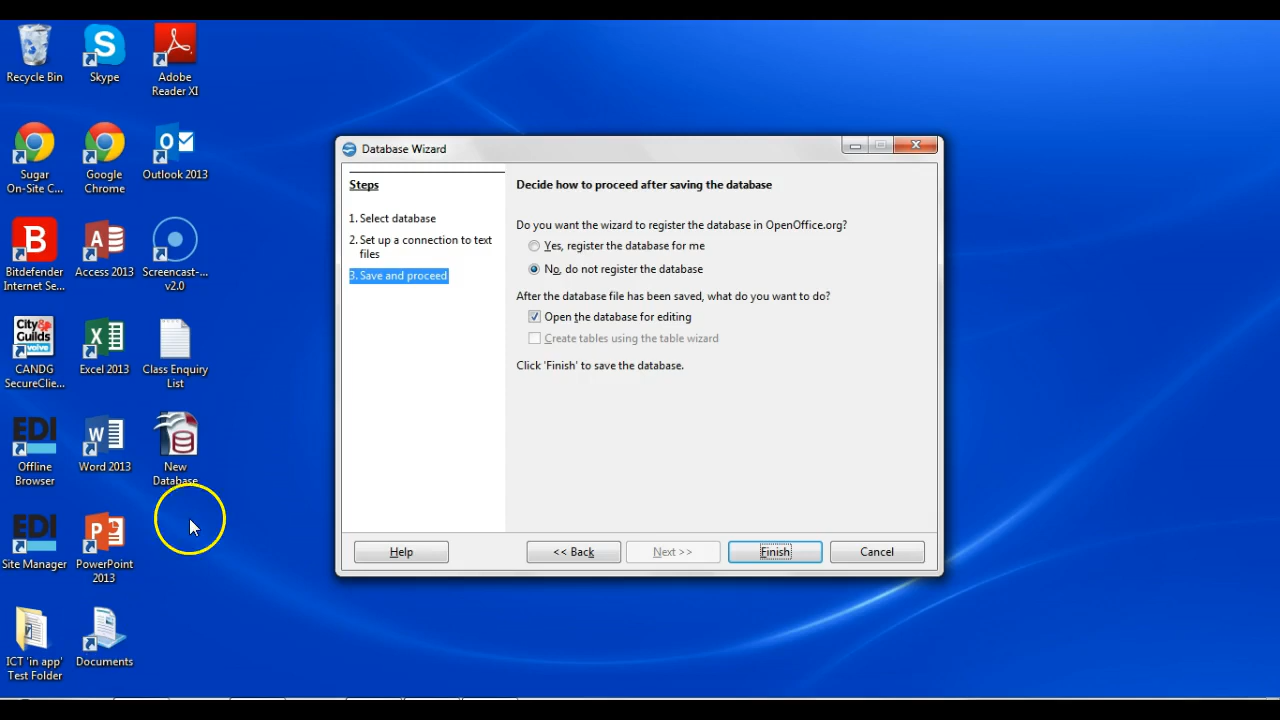 Recycle Bin
Skype
Adobe
Reader XI
Sugar
On-Site C...
Google
Chrome
Outlook 2013
B
Bitdefender
Internet Se...
Access 2013
Screencast-...
v2.0
City&
Guilds
evolve
CANDG
SecureClie...
Excel 2013
Class Enquiry
List
EDI
Offline
Browser
Word 2013
New
Database
EDI
Site Manager
PowerPoint
2013
ICT 'in app'
Test Folder
Documents
Database Wizard
Steps
1. Select database
2. Set up a connection to text
files
3. Save and proceed
Decide how to proceed after saving the database
Do you want the wizard to register the database in OpenOffice.org?
Yes, register the database for me
No, do not register the database
After the database file has been saved, what do you want to do?
Open the database for editing
Create tables using the table wizard
Click 'Finish' to save the database.
Help
<< Back
Next >>
Finish
Cancel